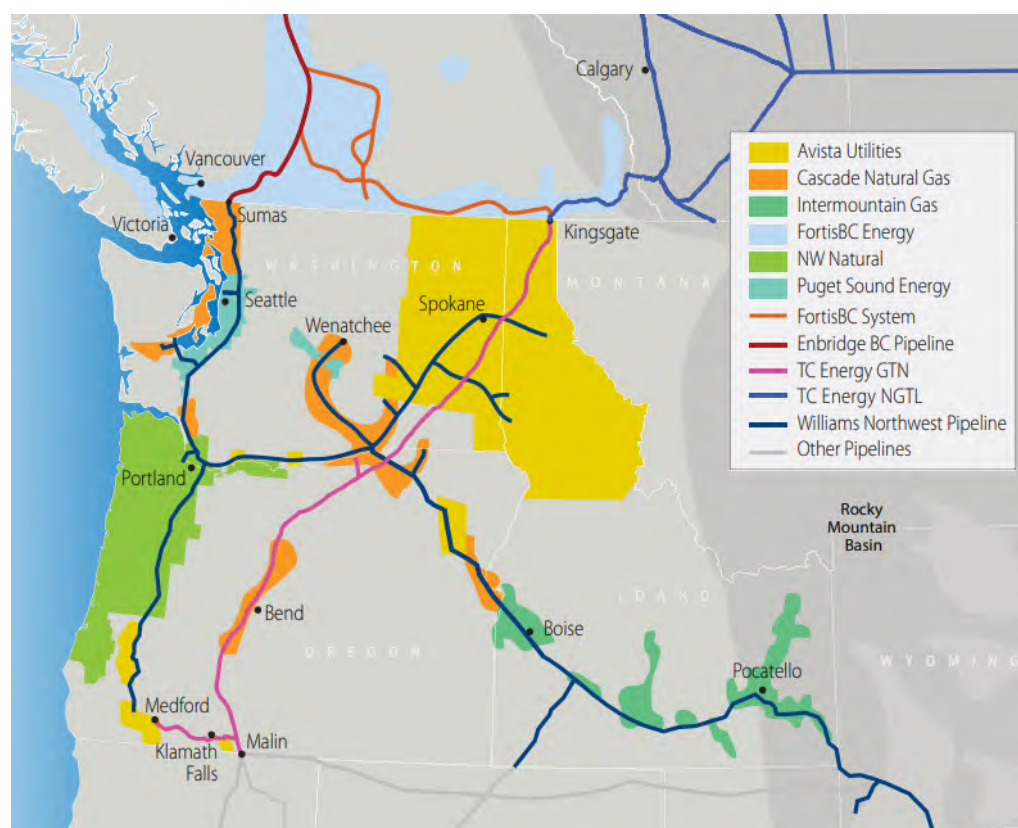 Calgary
Vancouver
Sumas
Victoria
Kingsgate
WASHINGTON
MONTANA
Seattle
Spokane
Wenatchee
Portland
Rocky
Mountain
Basin
IDAHO
Bend
Boise
OREGON
WYOMING
Pocatello
Medford
Klamath
Falls
Malin
Avista Utilities
Cascade Natural Gas
Intermountain Gas
FortisBC Energy
NW Natural
Puget Sound Energy
FortisBC System
Enbridge BC Pipeline
TC Energy GTN
TC Energy NGTL
Williams Northwest Pipeline
Other Pipelines